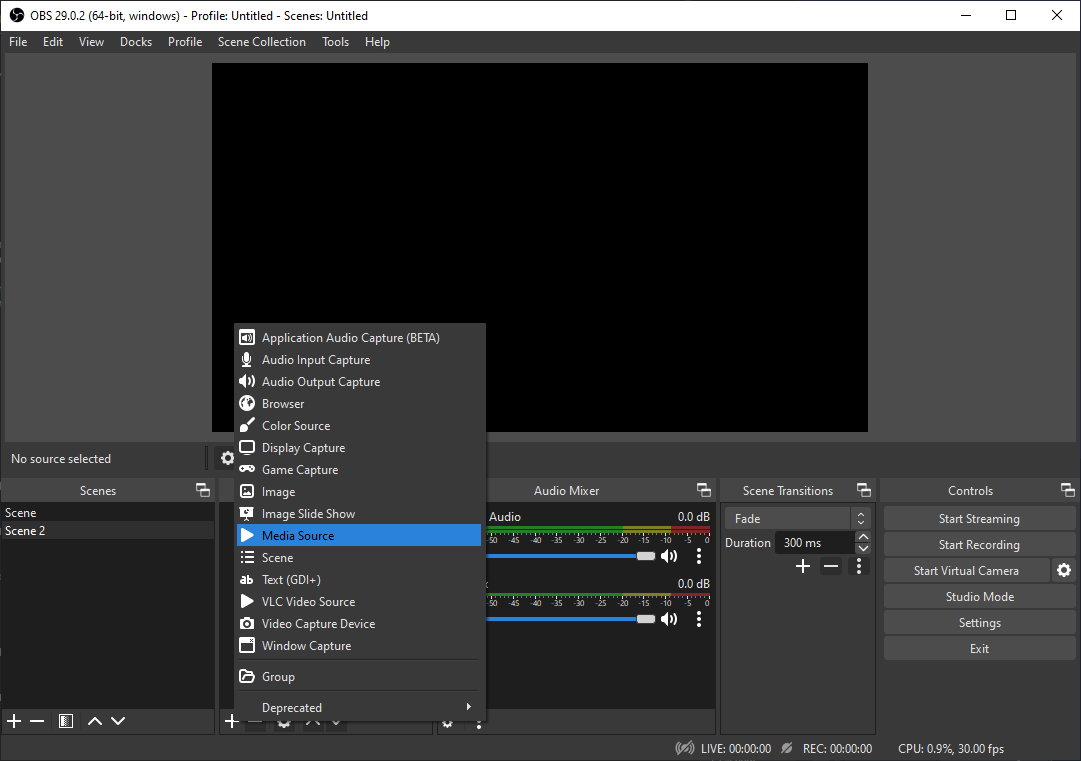 OBS 29.0.2 (64-bit, windows) - Profile: Untitled - Scenes: Untitled
File Edit View Docks Profile Scene Collection Tools Help
Application Audio Capture (BETA)
Audio Input Capture
Audio Output Capture
Browser
Color Source
Display Capture
Game Capture
Image
Image Slide Show
Media Source
Scene
ab Text (GDI+)
VLC Video Source
Video Capture Device
Window Capture
Group
Deprecated
No source selected
Scenes
Scene
Scene 2
Audio Mixer
Audio 0.0 dB
-50 -45 -40 -35 -30 -25 -20 -15 -10 -5 0
0.0 dB
-50 -45 -40 -35 -30 -25 -20 -15 -10 -5 0
Scene Transitions
Fade
Duration 300 ms
Controls
Start Streaming
Start Recording
Start Virtual Camera
Studio Mode
Settings
Exit
LIVE: 00:00:00 REC: 00:00:00 CPU: 0.9%, 30.00 fps